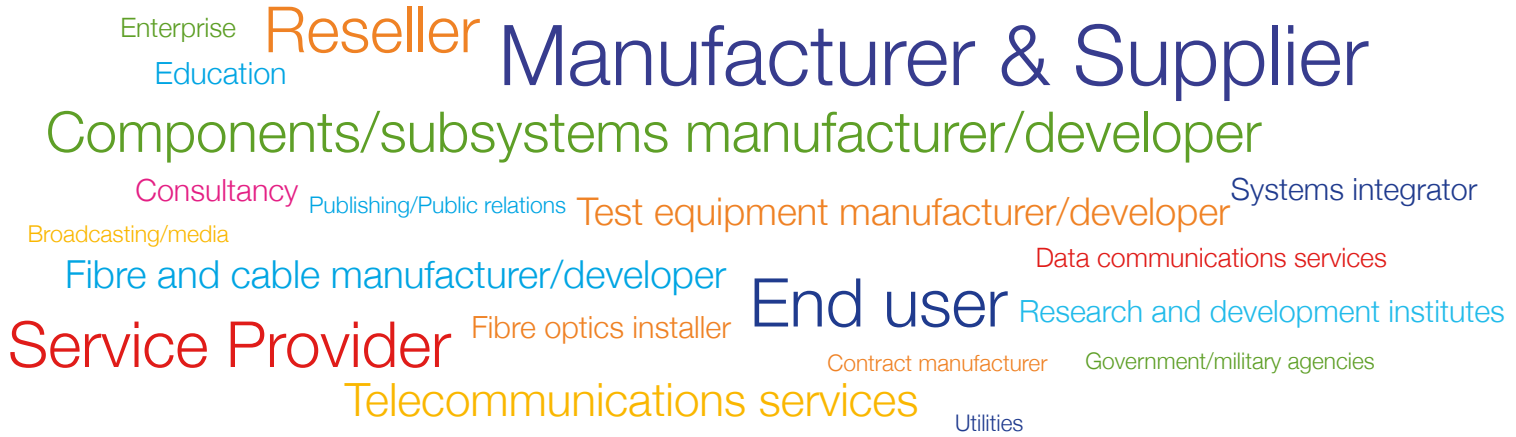 Enterprise
Reseller
Manufacturer & Supplier
Education
Components/subsystems manufacturer/developer
Consultancy
Publishing/Public relations
Test equipment manufacturer/developer
Systems integrator
Broadcasting/media
Fibre and cable manufacturer/developer
Data communications services
End user
Research and development institutes
Service Provider
Fibre optics installer
Contract manufacturer
Government/military agencies
Telecommunications services
Utilities